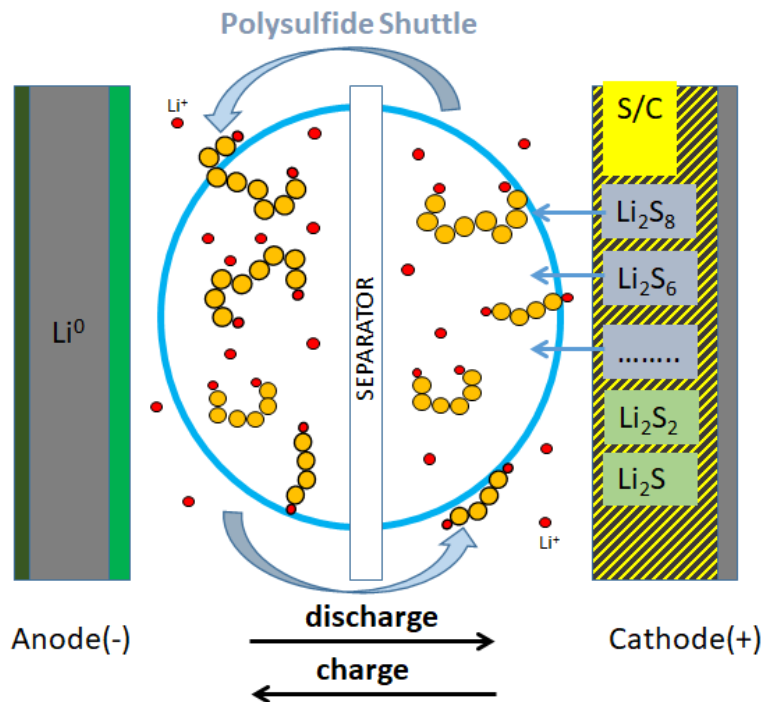 Polysulfide Shuttle
Li⁺
S/C
Li₂S₈
Li₂S₆
……..
Li₂S₂
Li₂S
Li⁰
SEPARATOR
Li⁺
discharge
Anode(-)
Cathode(+)
charge